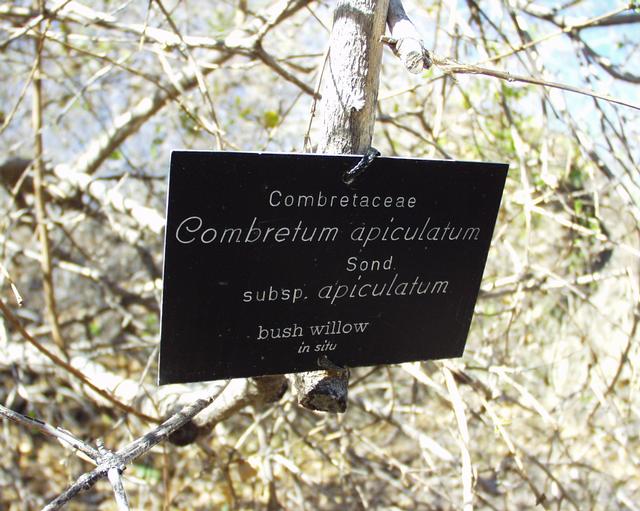 Combretaceae
Combretum apiculatum
Sond.
subsp. apiculatum
bush willow
in situ